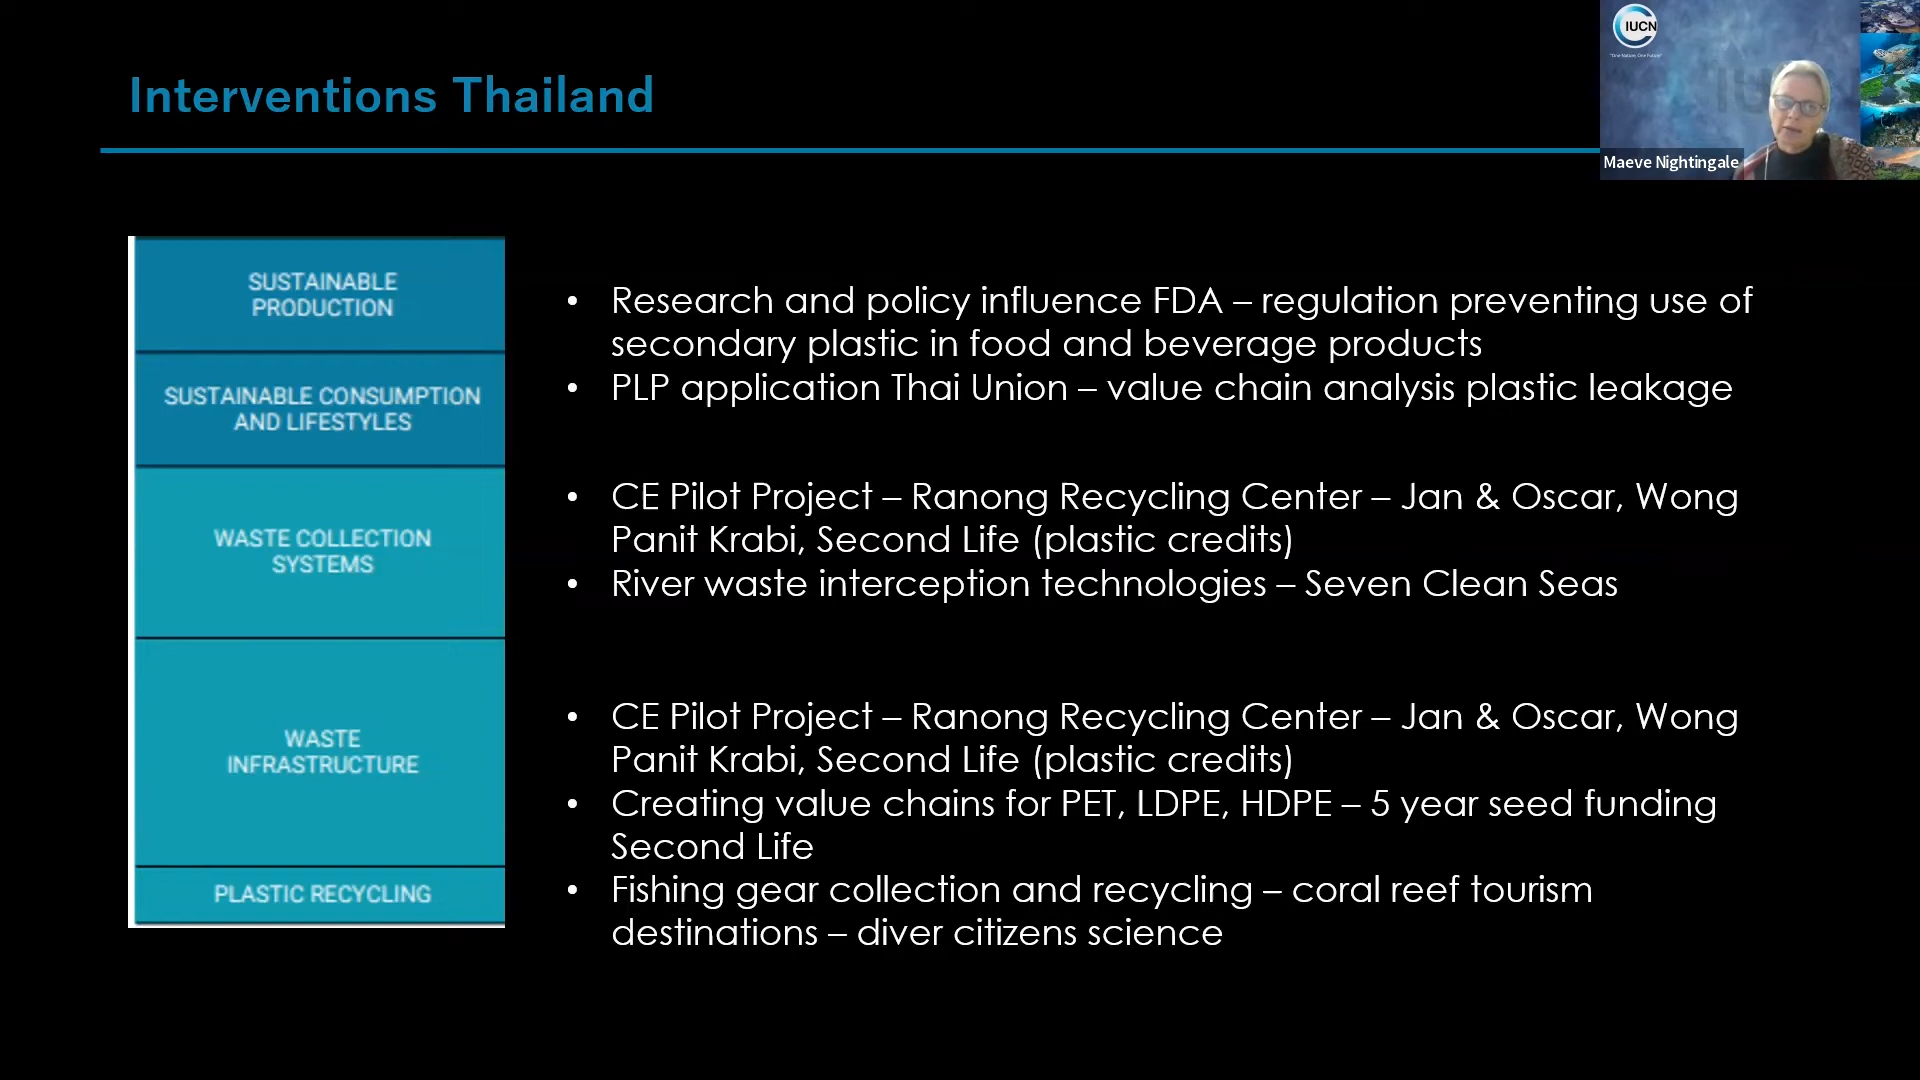 Interventions Thailand
IUCN
Maeve Nightingale
SUSTAINABLE
PRODUCTION
SUSTAINABLE CONSUMPTION
AND LIFESTYLES
WASTE COLLECTION
SYSTEMS
WASTE
INFRASTRUCTURE
PLASTIC RECYCLING
• Research and policy influence FDA – regulation preventing use of
secondary plastic in food and beverage products
• PLP application Thai Union – value chain analysis plastic leakage
• CE Pilot Project – Ranong Recycling Center – Jan & Oscar, Wong
Panit Krabi, Second Life (plastic credits)
• River waste interception technologies – Seven Clean Seas
• CE Pilot Project – Ranong Recycling Center – Jan & Oscar, Wong
Panit Krabi, Second Life (plastic credits)
• Creating value chains for PET, LDPE, HDPE – 5 year seed funding
Second Life
• Fishing gear collection and recycling – coral reef tourism
destinations – diver citizens science